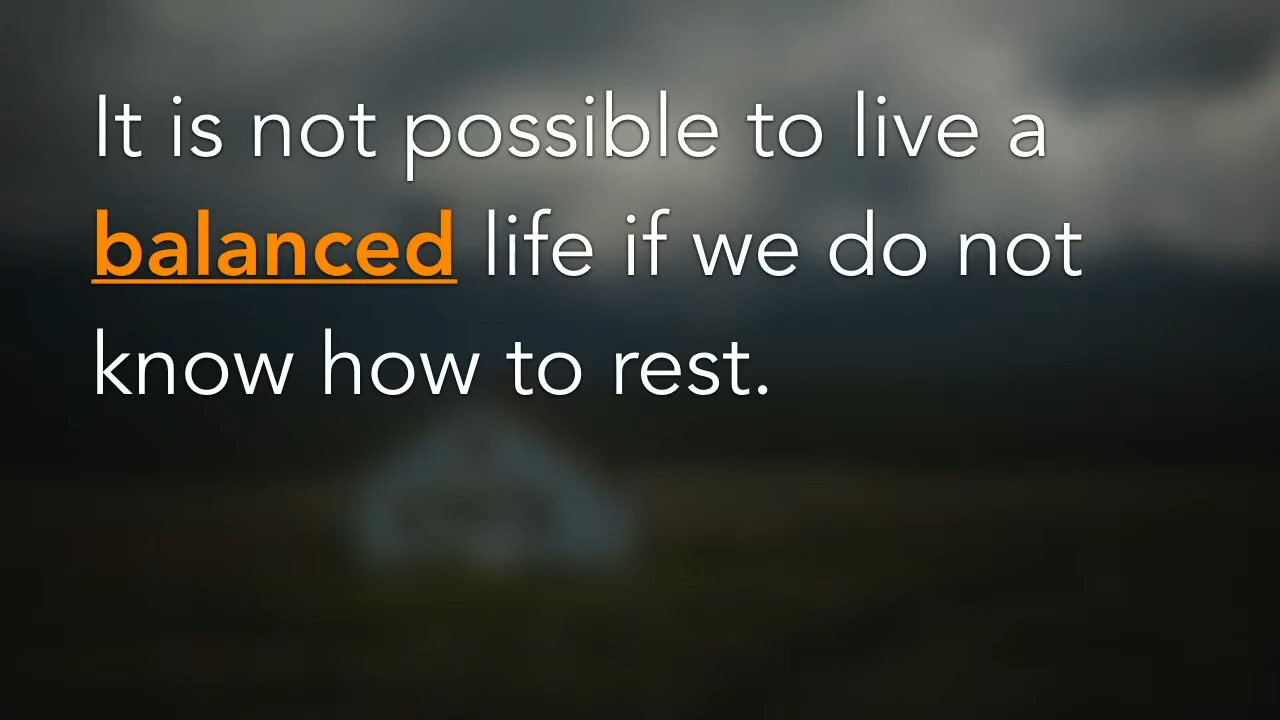 It is not possible to live a
balanced life if we do not
know how to rest.